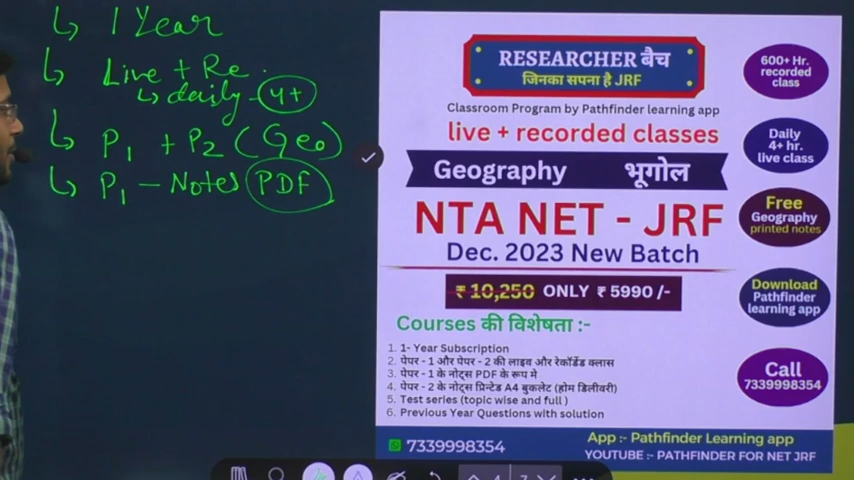 1 Year
Live + Re
daily - 4+
P1 + P2 (Geo)
P1 - Notes PDF
RESEARCHER बैच
जिनका सपना है JRF
Classroom Program by Pathfinder learning app
live + recorded classes
Geography भूगोल
NTA NET - JRF
Dec. 2023 New Batch
₹ 10,250 ONLY ₹ 5990 /-
Courses की विशेषता :-
1. 1- Year Subscription
2. पेपर - 1 और पेपर - 2 की लाइव और रेकॉर्डेड क्लास
3. पेपर - 1 के नोट्स PDF के रूप मे
4. पेपर - 2 के नोट्स प्रिन्टेड A4 बुकलेट (होम डिलीवरी)
5. Test series (topic wise and full )
6. Previous Year Questions with solution
600+ Hr.
recorded
class
Daily
4+ hr.
live class
Free
Geography
printed notes
Download
Pathfinder
learning app
Call
7339998354
7339998354
App :- Pathfinder Learning app
YOUTUBE :- PATHFINDER FOR NET JRF